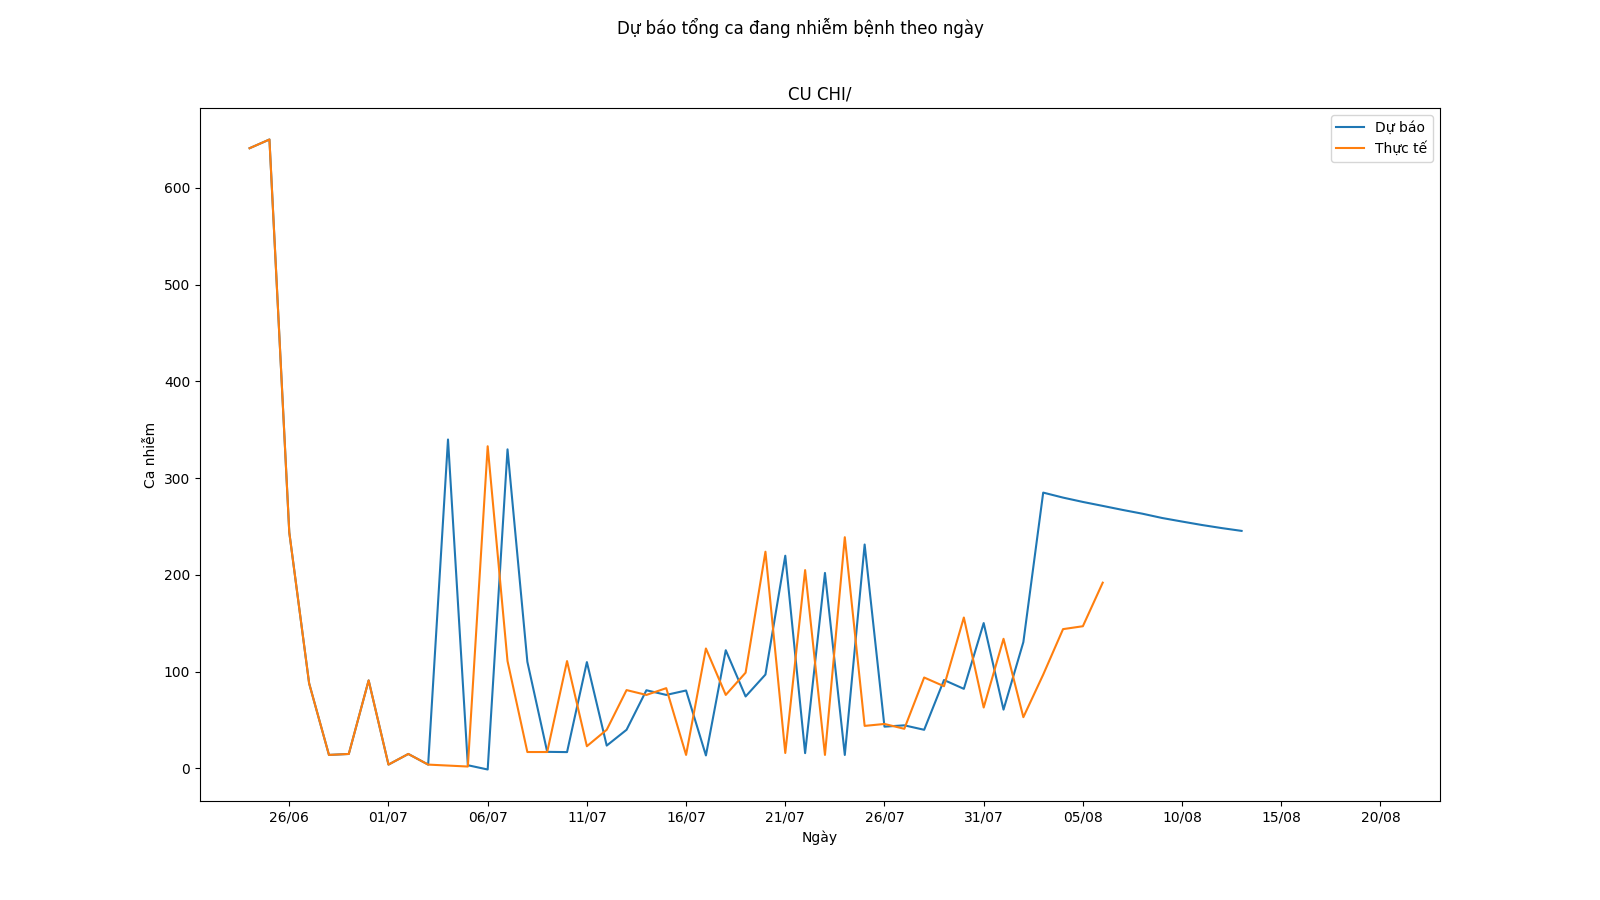 Dự báo tổng ca đang nhiễm bệnh theo ngày
CU CHI/
Dự báo
Thực tế
600
500
400
300
200
100
0
Ca nhiễm
26/06 01/07 06/07 11/07 16/07 21/07 26/07 31/07 05/08 10/08 15/08 20/08
Ngày